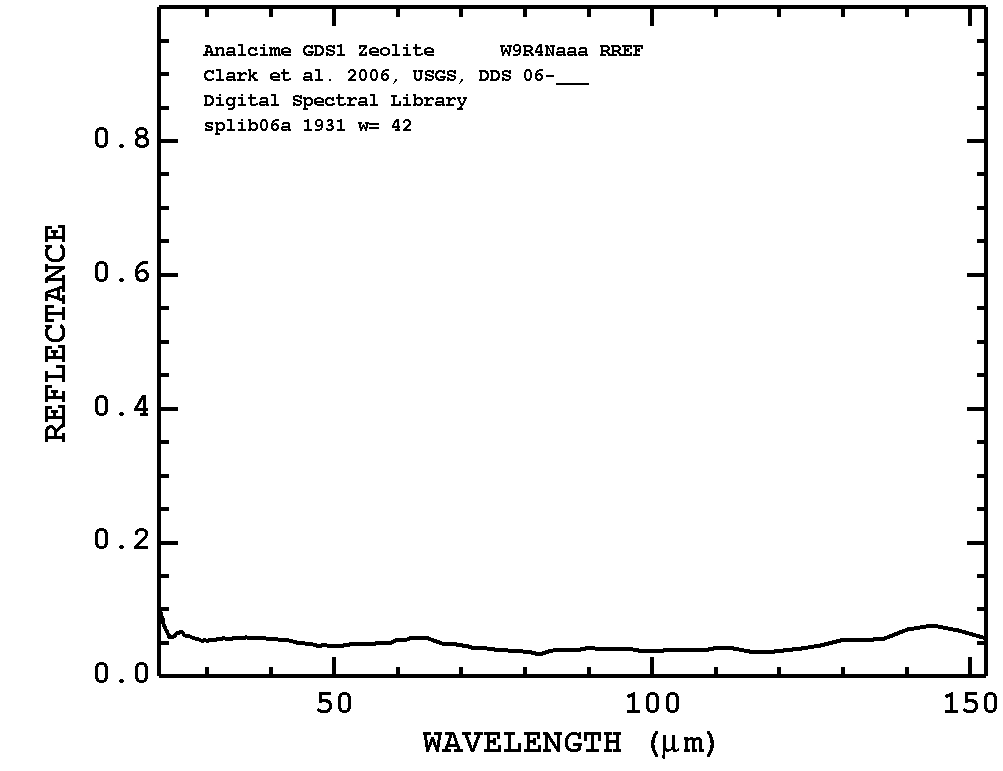 Analcime GDS1 Zeolite W9R4Naaa RREF
Clark et al. 2006, USGS, DDS 06-___
Digital Spectral Library
splib06a 1931 w= 42
0.8
0.6
0.4
0.2
0.0
REFLECTANCE
50 100 150
WAVELENGTH (μm)